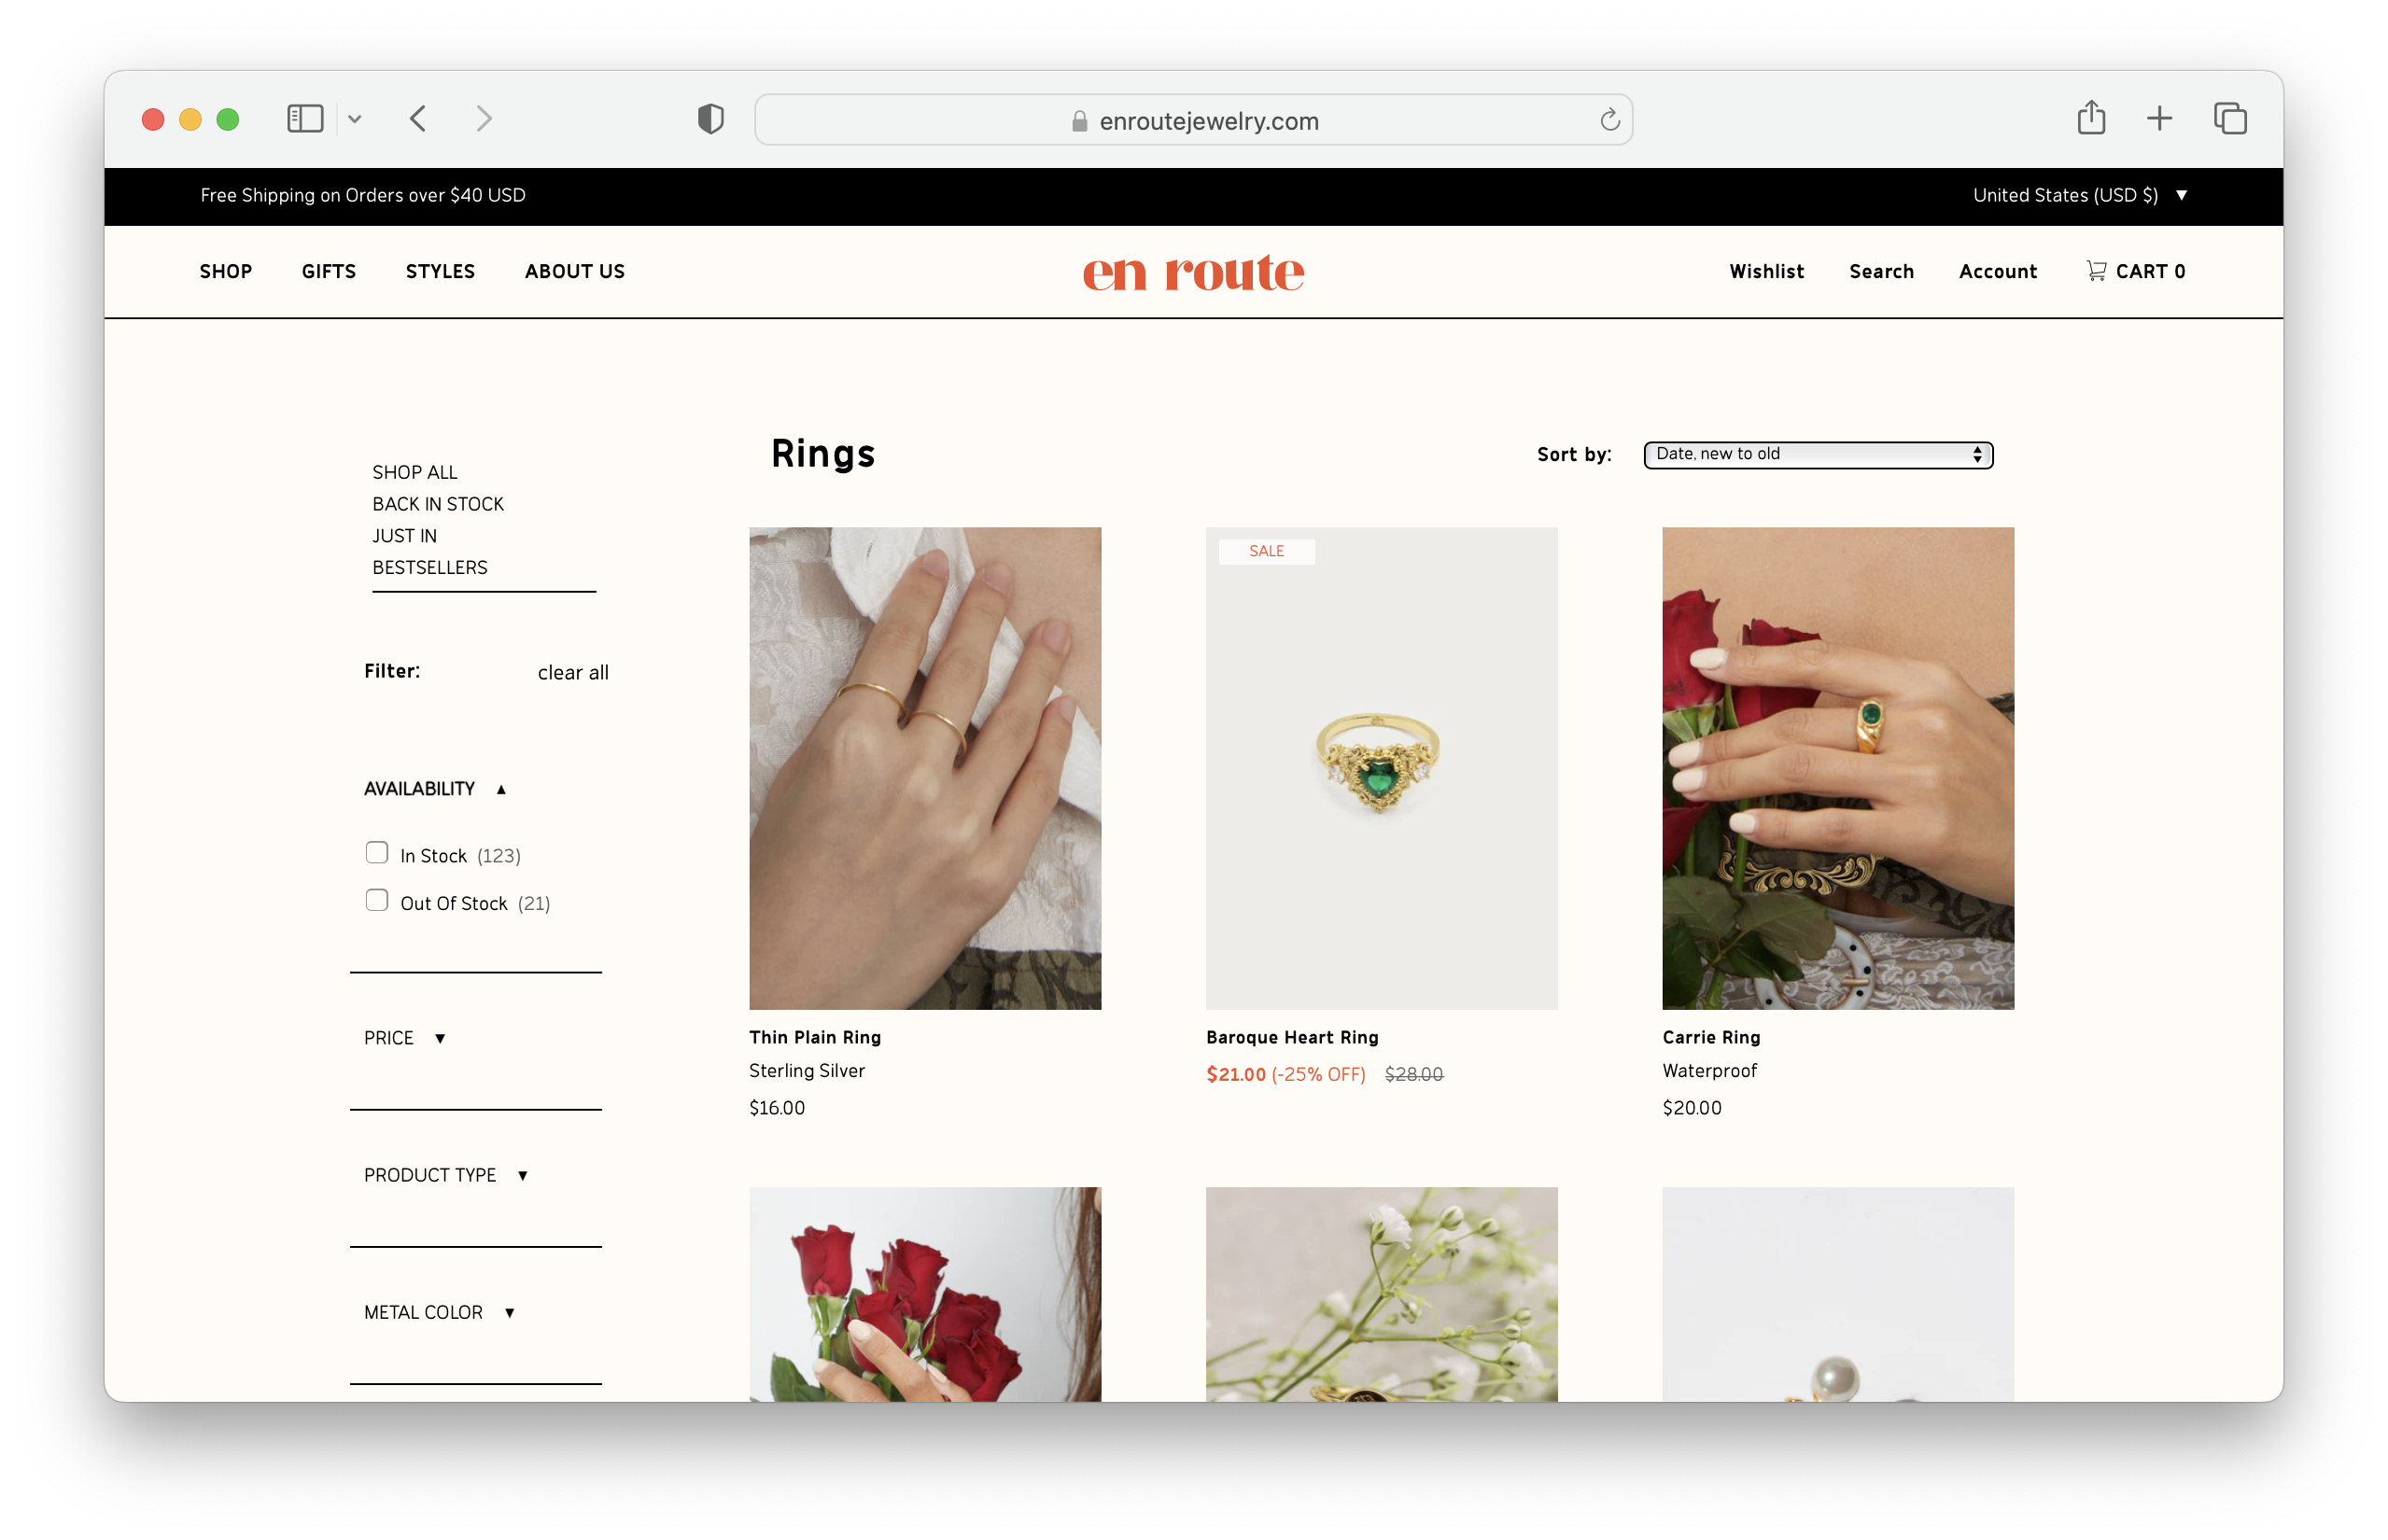 enroutejewelry.com
Free Shipping on Orders over $40 USD
United States (USD $) ▼
SHOP GIFTS STYLES ABOUT US
en route
Wishlist Search Account CART 0
SHOP ALL
BACK IN STOCK
JUST IN
BESTSELLERS
Filter: clear all
AVAILABILITY ▲
In Stock (123)
Out Of Stock (21)
PRICE ▼
PRODUCT TYPE ▼
METAL COLOR ▼
Rings
Sort by: Date, new to old
Thin Plain Ring
Sterling Silver
$16.00
SALE
Baroque Heart Ring
$21.00 (-25% OFF) $28.00
Carrie Ring
Waterproof
$20.00